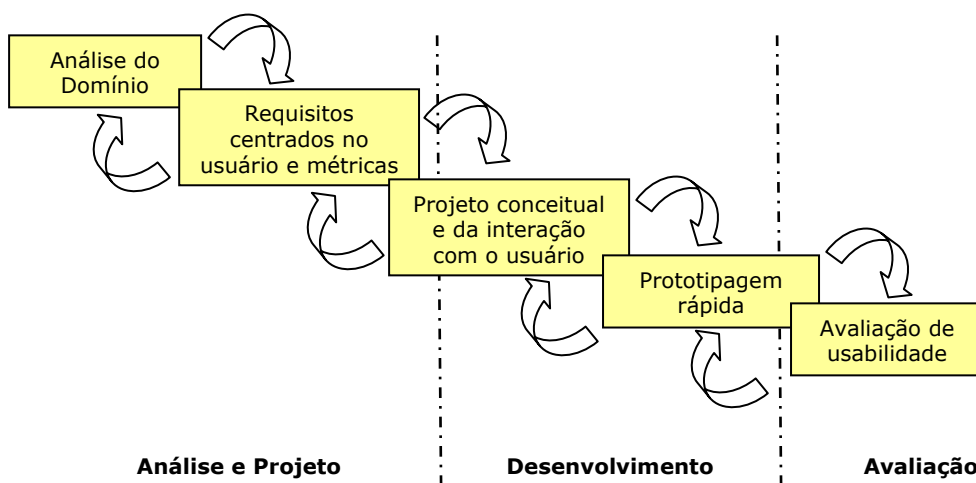 Análise do
Domínio
Requisitos
centrados no
usuário e métricas
Projeto conceitual
e da interação
com o usuário
Prototipagem
rápida
Avaliação de
usabilidade
Análise e Projeto
Desenvolvimento
Avaliação